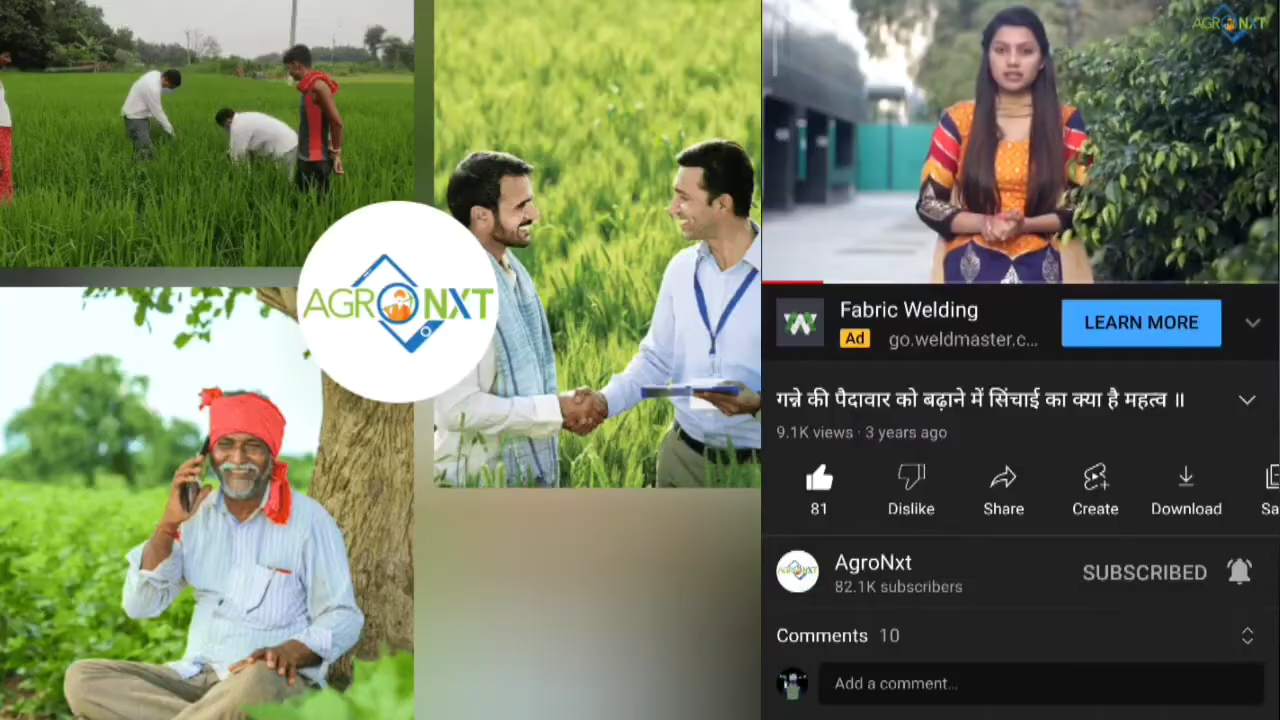 AGRONXT
AGRONXT
Fabric Welding
Ad go.weldmaster.c...
LEARN MORE
गन्ने की पैदावार को बढ़ाने में सिंचाई का क्या है महत्व ॥
9.1K views · 3 years ago
81 Dislike Share Create Download Sa
AgroNxt
82.1K subscribers
SUBSCRIBED
Comments 10
Add a comment...